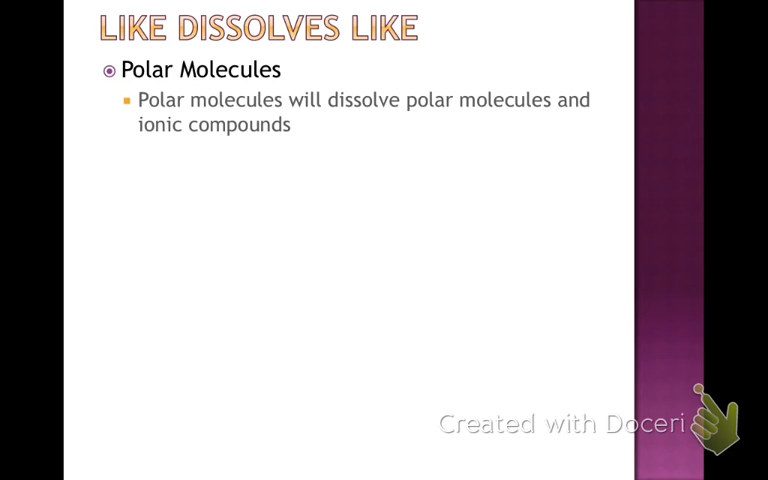 LIKE DISSOLVES LIKE
Polar Molecules
Polar molecules will dissolve polar molecules and
ionic compounds
Created with Doceri